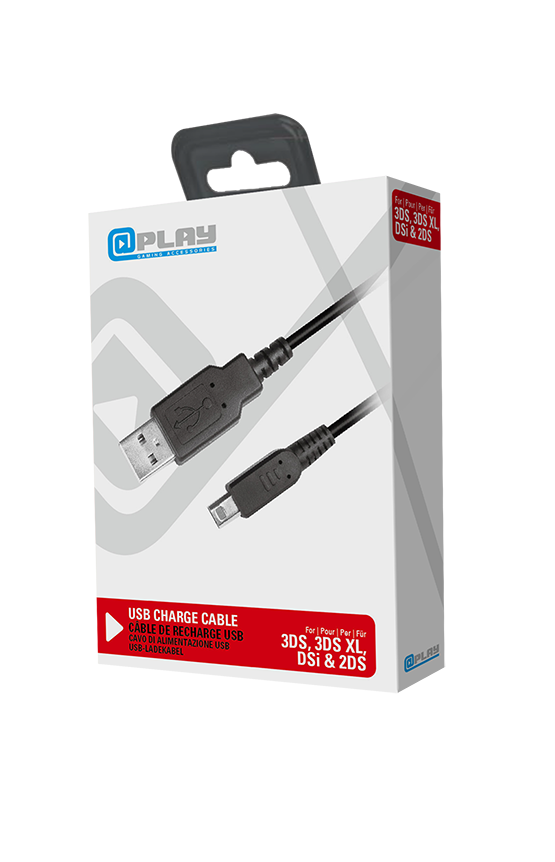 @PLAY
GAMING ACCESSORIES
For | Pour | Per | Für
3DS, 3DS XL,
DSi & 2DS
USB CHARGE CABLE
CABLE DE RECHARGE USB
CAVO DI ALIMENTAZIONE USB
USB-LADEKABEL
For | Pour | Per | Für
3DS, 3DS XL,
DSi & 2DS
@PLAY